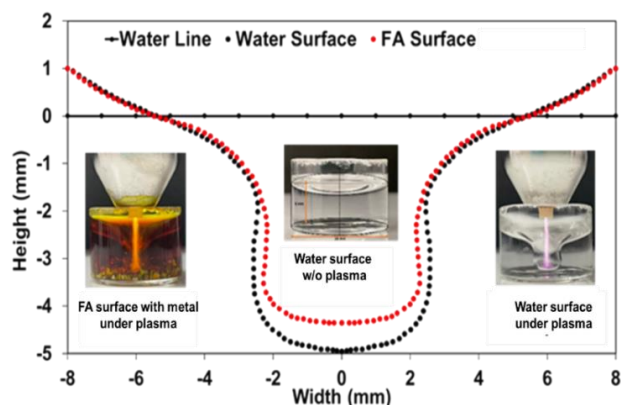 Water Line Water Surface FA Surface
2
1
0
-1
-2
-3
-4
-5
Height (mm)
FA surface with metal
under plasma
Water surface
w/o plasma
Water surface
under plasma
-8 -6 -4 -2 0 2 4 6 8
Width (mm)